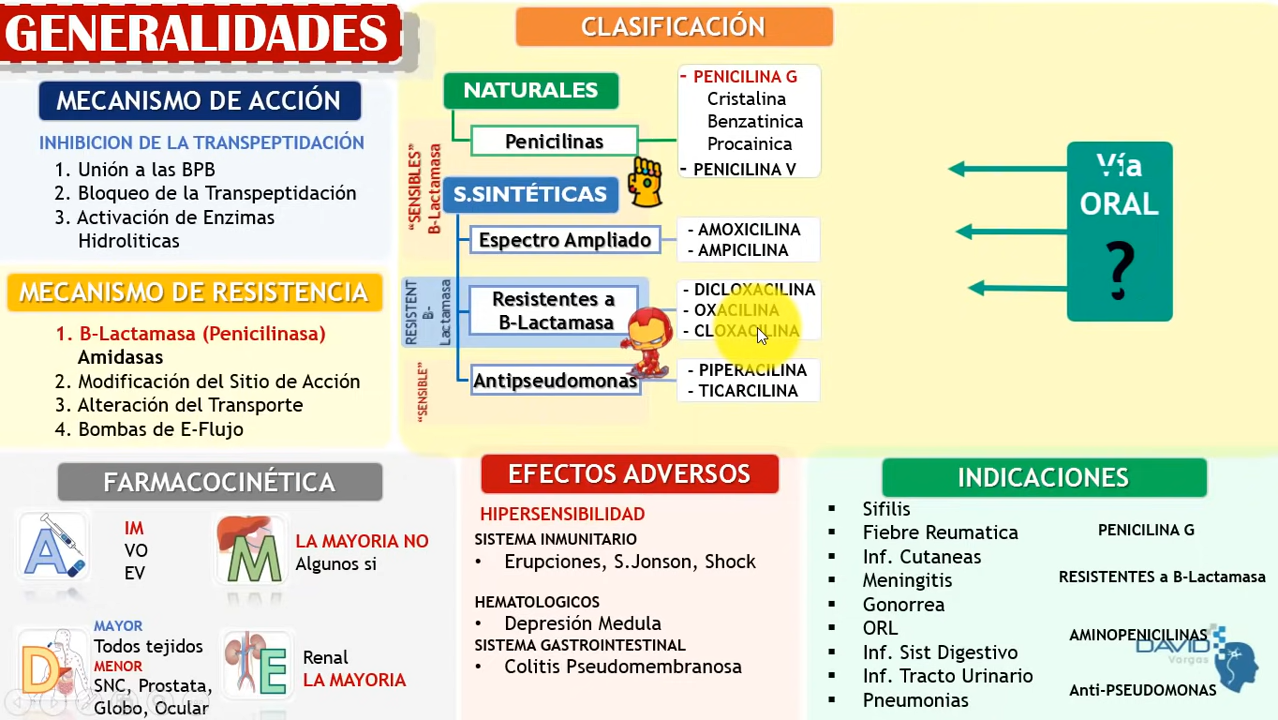 GENERALIDADES
MECANISMO DE ACCIÓN
INHIBICION DE LA TRANSPEPTIDACIÓN
1. Unión a las BPB
2. Bloqueo de la Transpeptidación
3. Activación de Enzimas
Hidroliticas
MECANISMO DE RESISTENCIA
1. B-Lactamasa (Penicilinasa)
Amidasas
2. Modificación del Sitio de Acción
3. Alteración del Transporte
4. Bombas de E-Flujo
CLASIFICACIÓN
NATURALES
Penicilinas
- PENICILINA G
Cristalina
Benzatinica
Procainica
- PENICILINA V
"SENSIBLES"
B-Lactamasa
S.SINTÉTICAS
Espectro Ampliado
- AMOXICILINA
- AMPICILINA
RESISTENT
B-
Lactamasa
Resistentes a
B-Lactamasa
- DICLOXACILINA
- OXACILINA
- CLOXACILINA
"SENSIBLE"
Antipseudomonas
- PIPERACILINA
- TICARCILINA
Vía
ORAL
?
FARMACOCINÉTICA
A
IM
VO
EV
M
LA MAYORIA NO
Algunos si
D
MAYOR
Todos tejidos
MENOR
SNC, Prostata,
Globo, Ocular
E
Renal
LA MAYORIA
EFECTOS ADVERSOS
HIPERSENSIBILIDAD
SISTEMA INMUNITARIO
• Erupciones, S.Jonson, Shock
HEMATOLOGICOS
• Depresión Medula
SISTEMA GASTROINTESTINAL
• Colitis Pseudomembranosa
INDICACIONES
▪ Sifilis
▪ Fiebre Reumatica
▪ Inf. Cutaneas
▪ Meningitis
▪ Gonorrea
▪ ORL
▪ Inf. Sist Digestivo
▪ Inf. Tracto Urinario
▪ Pneumonias
PENICILINA G
RESISTENTES a B-Lactamasa
AMINOPENICILINAS
DAVID
Vargas
Anti-PSEUDOMONAS